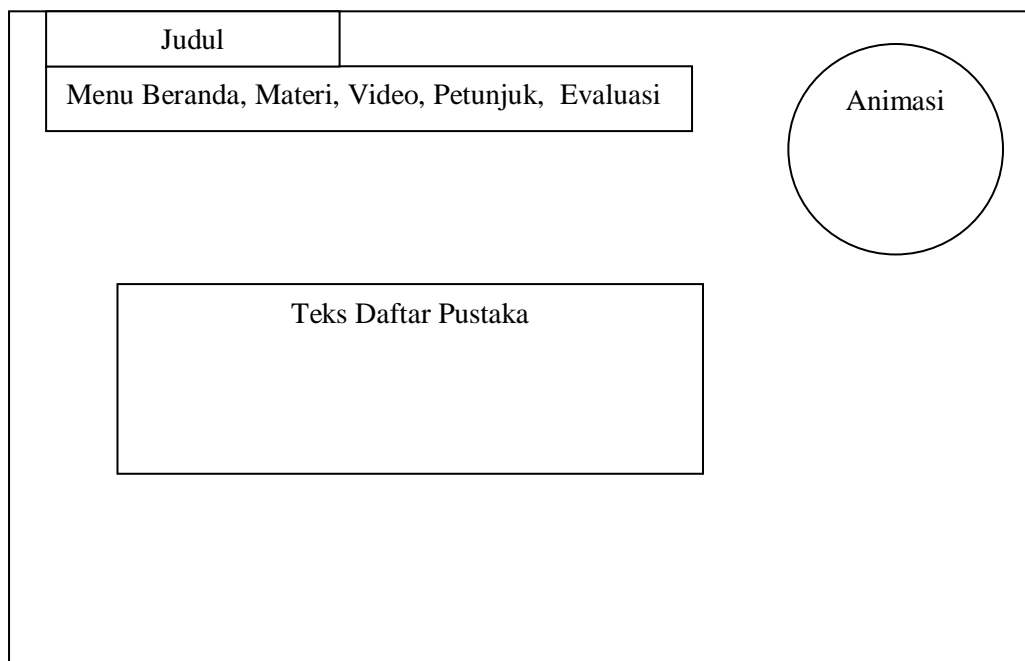 Judul
Menu Beranda, Materi, Video, Petunjuk,  Evaluasi
Animasi
Teks Daftar Pustaka